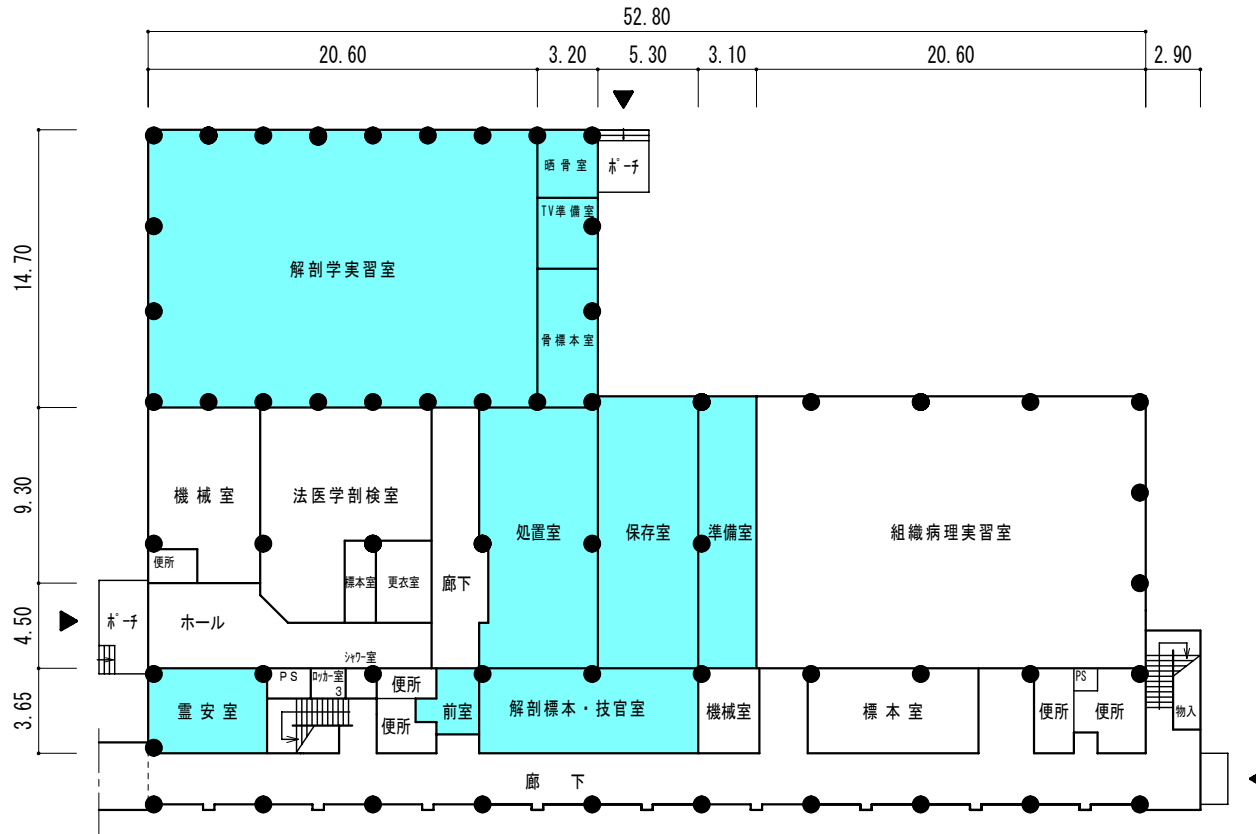 52.80
20.60 3.20 5.30 3.10 20.60 2.90
14.70
9.30
4.50
3.65
晒骨室
ポーチ
TV準備室
解剖学実習室
骨標本室
機械室
法医学剖検室
処置室
保存室
準備室
組織病理実習室
便所
標本室
更衣室
廊下
ポーチ
ホール
シャワー室
PS
ロッカー室
3
便所
PS
霊安室
便所
前室
解剖標本・技官室
機械室
標本室
便所
便所
物入
廊下